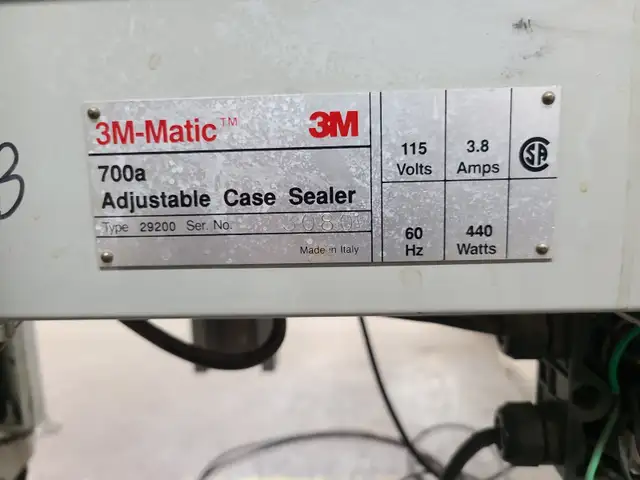 3M-Matic™ 3M
700a
Adjustable Case Sealer
Type 29200 Ser. No.
Made in Italy
115 Volts
3.8 Amps
60 Hz
440 Watts
SA